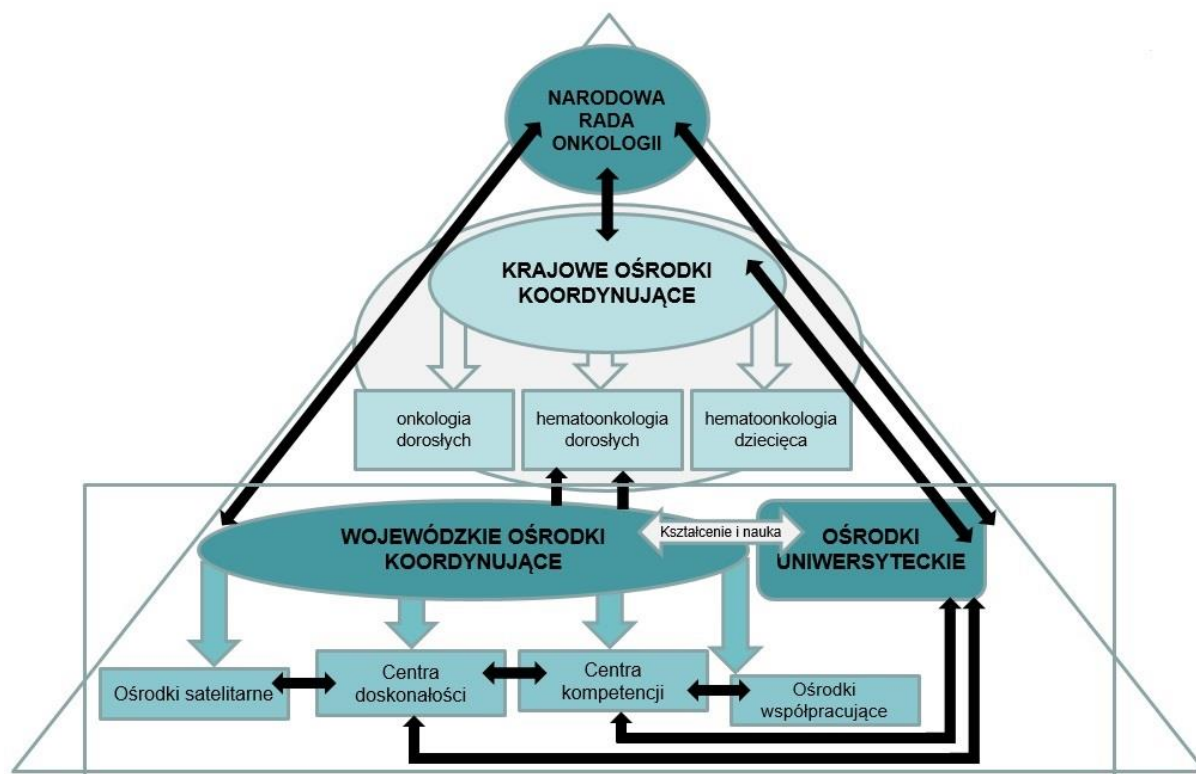 NARODOWA
RADA
ONKOLOGII
KRAJOWE OŚRODKI
KOORDYNUJĄCE
onkologia
dorosłych
hematoonkologia
dorosłych
hematoonkologia
dziecięca
WOJEWÓDZKIE OŚRODKI
KOORDYNUJĄCE
Kształcenie i nauka
OŚRODKI
UNIWERSYTECKIE
Ośrodki satelitarne
Centra
doskonałości
Centra
kompetencji
Ośrodki
współpracujące